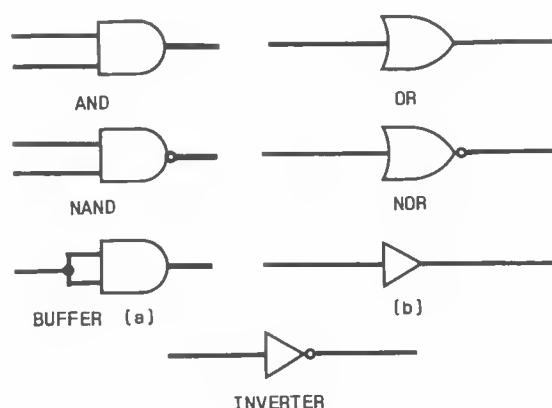 AND
OR
NAND
NOR
BUFFER (a)
(b)
INVERTER